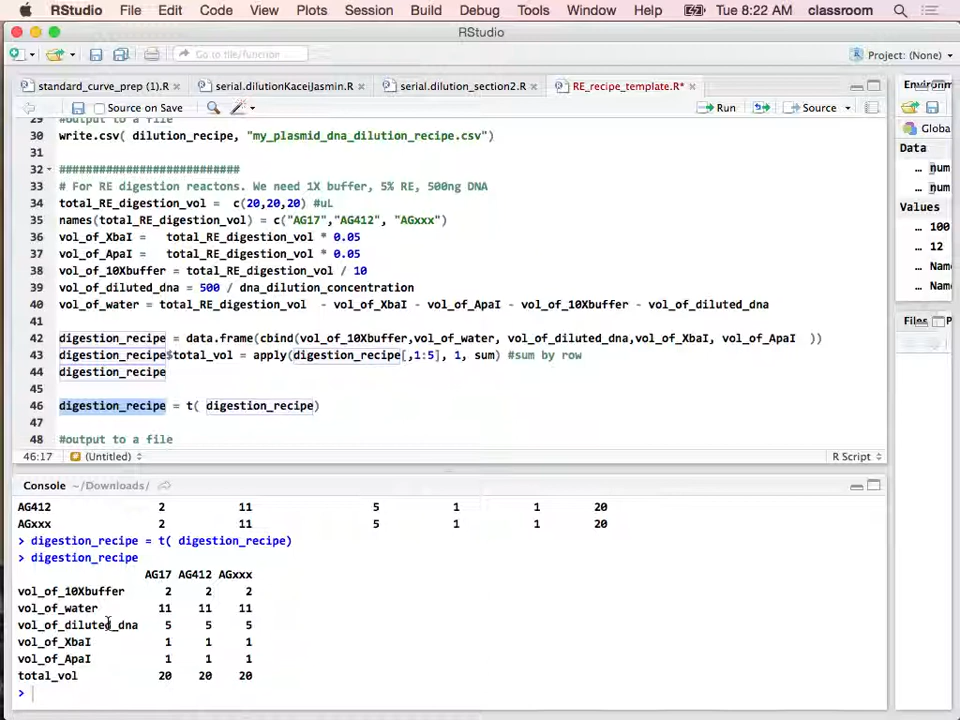 RStudio File Edit Code View Plots Session Build Debug Tools Window Help Tue 8:22 AM classroom
RStudio
Go to file/function Project: (None)
standard_curve_prep (1).R serial.dilutionKaceijJasmin.R serial.dilution_section2.R RE_recipe_template.R* Environ
Source on Save Run Source
29 #output to a file
30 write.csv( dilution_recipe, "my_plasmid_dna_dilution_recipe.csv")
31
32 ###########################
33 # For RE digestion reactons. We need 1X buffer, 5% RE, 500ng DNA
34 total_RE_digestion_vol = c(20,20,20) #uL
35 names(total_RE_digestion_vol) = c("AG17","AG412", "AGxxx")
36 vol_of_XbaI = total_RE_digestion_vol * 0.05
37 vol_of_ApaI = total_RE_digestion_vol * 0.05
38 vol_of_10Xbuffer = total_RE_digestion_vol / 10
39 vol_of_diluted_dna = 500 / dna_dilution_concentration
40 vol_of_water = total_RE_digestion_vol - vol_of_XbaI - vol_of_ApaI - vol_of_10Xbuffer - vol_of_diluted_dna
41
42 digestion_recipe = data.frame(cbind(vol_of_10Xbuffer,vol_of_water, vol_of_diluted_dna,vol_of_XbaI, vol_of_ApaI ))
43 digestion_recipe$total_vol = apply(digestion_recipe[,1:5], 1, sum) #sum by row
44 digestion_recipe
45
46 digestion_recipe = t( digestion_recipe)
47
48 #output to a file
46:17 (Untitled) R Script
Globa
Data
num
num
Values
... 100
... 12
... Name
... Name
Files P
Console ~/Downloads/
AG412 2 11 5 1 1 20
AGxxx 2 11 5 1 1 20
> digestion_recipe = t( digestion_recipe)
> digestion_recipe
AG17 AG412 AGxxx
vol_of_10Xbuffer 2 2 2
vol_of_water 11 11 11
vol_of_diluted_dna 5 5 5
vol_of_XbaI 1 1 1
vol_of_ApaI 1 1 1
total_vol 20 20 20
>